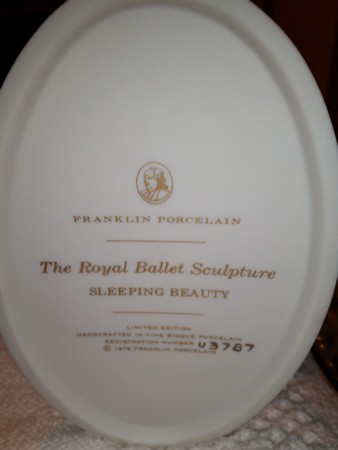 FRANKLIN PORCELAIN
The Royal Ballet Sculpture
SLEEPING BEAUTY
LIMITED EDITION
HANDCRAFTED IN FINE BISQUE PORCELAIN
REGISTRATION NUMBER U3787
© 1978 FRANKLIN PORCELAIN